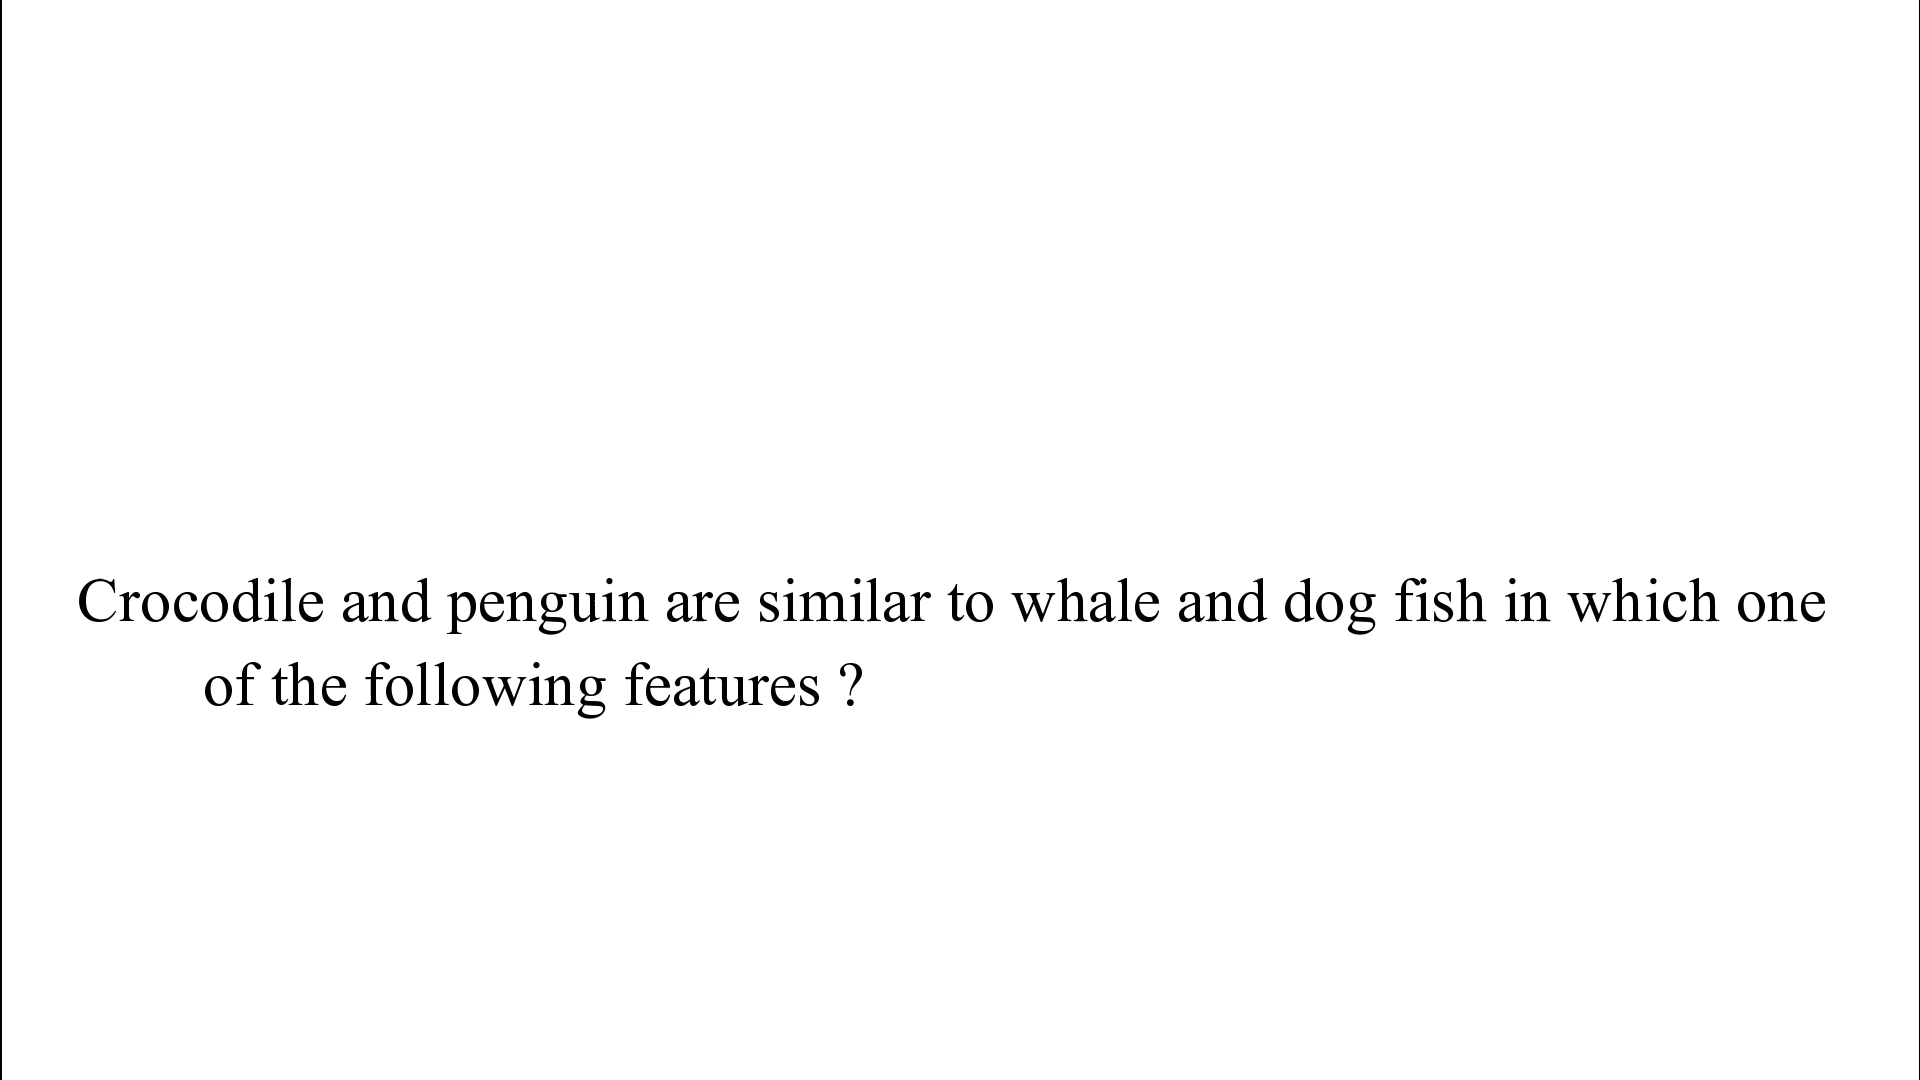 Crocodile and penguin are similar to whale and dog fish in which one
of the following features ?